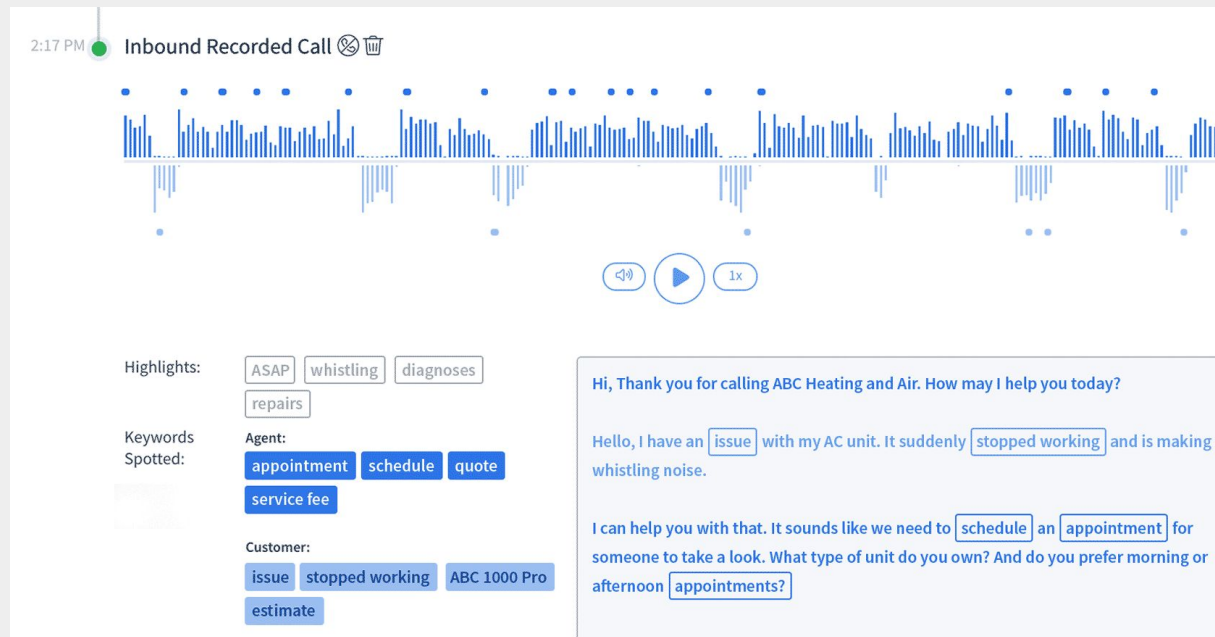 2:17 PM
Inbound Recorded Call
1x
Highlights:
ASAP whistling diagnoses
repairs
Keywords
Spotted:
Agent:
appointment schedule quote
service fee
Customer:
issue stopped working ABC 1000 Pro
estimate
Hi, Thank you for calling ABC Heating and Air. How may I help you today?
Hello, I have an issue with my AC unit. It suddenly stopped working and is making
whistling noise.
I can help you with that. It sounds like we need to schedule an appointment for
someone to take a look. What type of unit do you own? And do you prefer morning or
afternoon appointments?